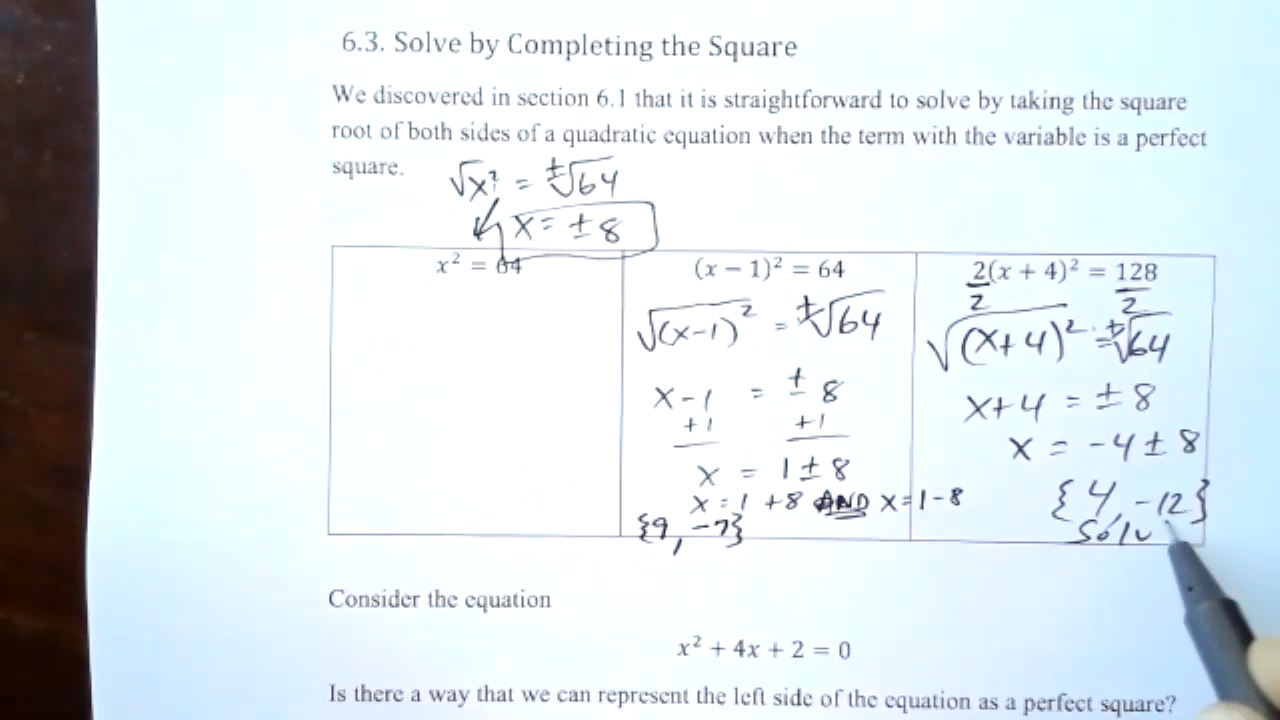 6.3. Solve by Completing the Square
We discovered in section 6.1 that it is straightforward to solve by taking the square
root of both sides of a quadratic equation when the term with the variable is a perfect
square.
√x² = ±√64
x = ±8
x² = 64
(x − 1)² = 64
√(x-1)² = ±√64
x-1 = ±8
+1 +1
x = 1±8
x = 1 +8 AND x=1-8
{9, -7}
2(x + 4)² = 128
2 2
√(x+4)² = ±√64
x+4 = ±8
x = -4±8
{4, -12}
Solu
Consider the equation
x² + 4x + 2 = 0
Is there a way that we can represent the left side of the equation as a perfect square?